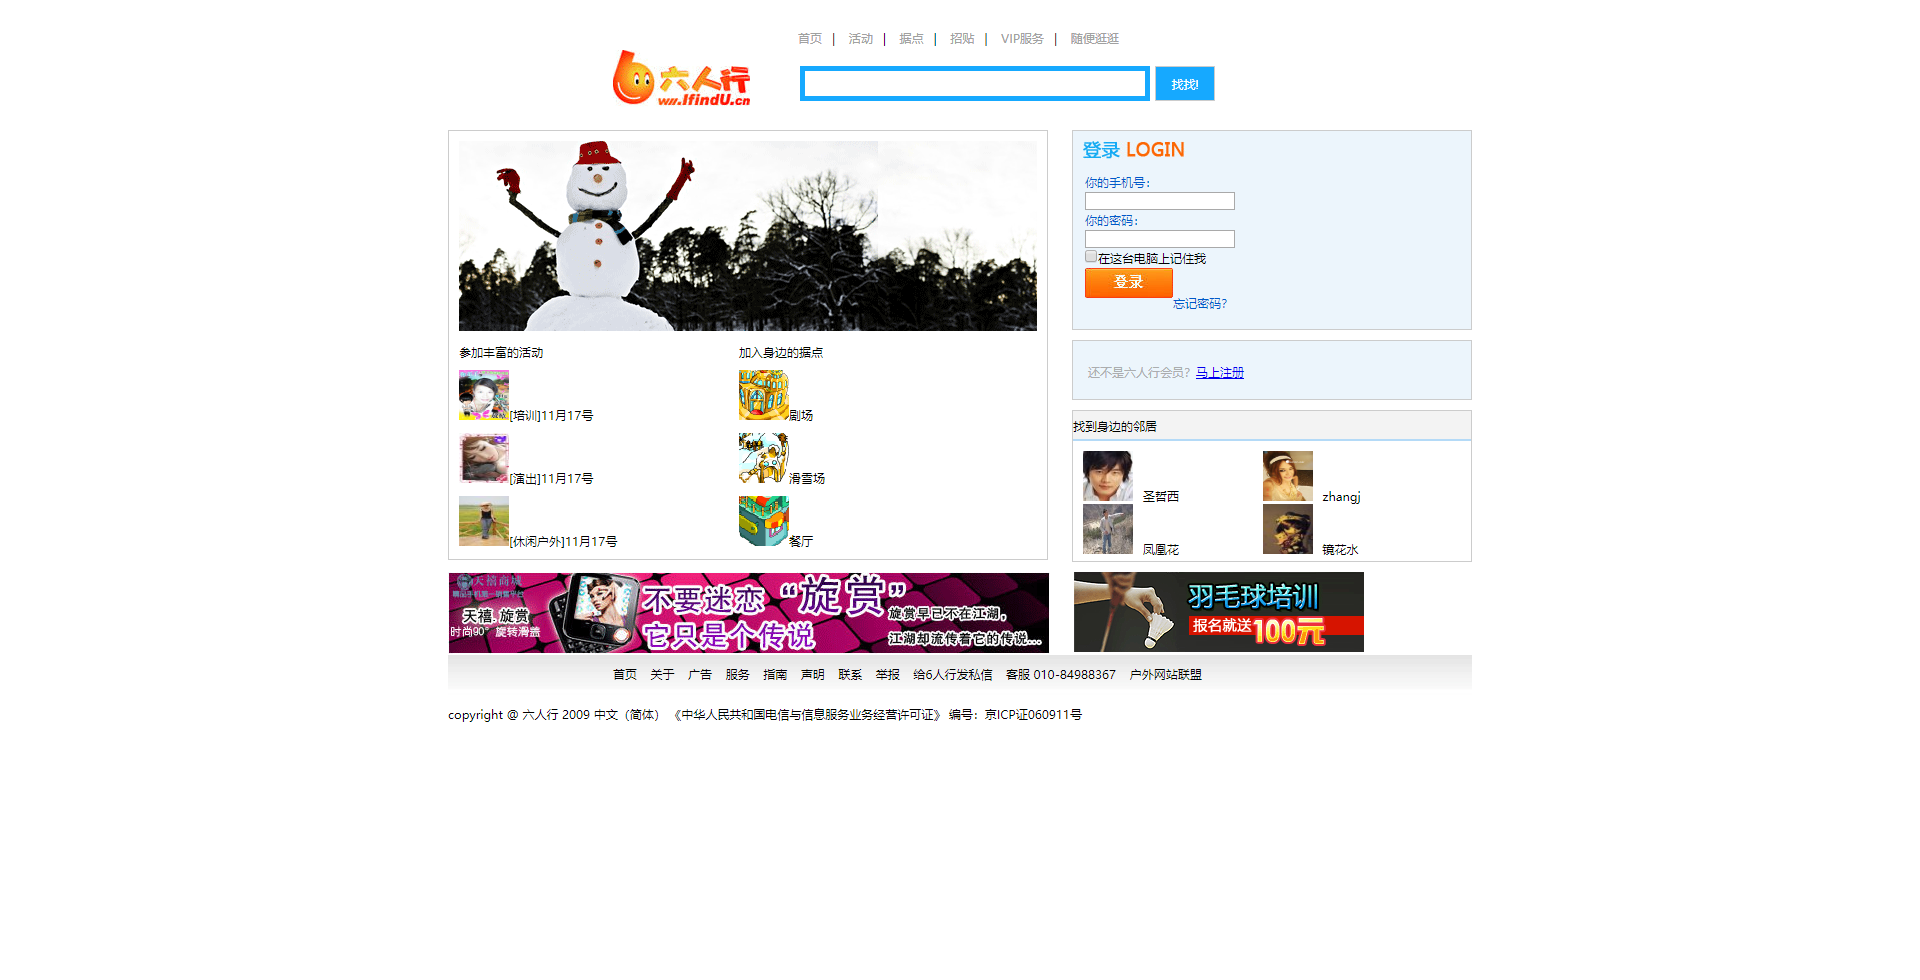 首页 | 活动 | 据点 | 招贴 | VIP服务 | 随便逛逛
六人行
www.IfindU.cn
找找!
登录 LOGIN
你的手机号：
你的密码：
在这台电脑上记住我
登录
忘记密码？
还不是六人行会员？马上注册
参加丰富的活动
[培训]11月17号
[演出]11月17号
[休闲户外]11月17号
加入身边的据点
剧场
滑雪场
餐厅
找到身边的邻居
圣晢西
zhangj
凤凰花
镜花水
天禧商城
精品手机第一销售平台
天禧.旋赏
时尚90°旋转滑盖
不要迷恋“旋赏”
它只是个传说
旋赏早已不在江湖，
江湖却流传着它的传说...
羽毛球培训
报名就送100元
首页 关于 广告 服务 指南 声明 联系 举报 给6人行发私信 客服 010-84988367 户外网站联盟
copyright @ 六人行 2009 中文（简体） 《中华人民共和国电信与信息服务业务经营许可证》 编号：京ICP证060911号